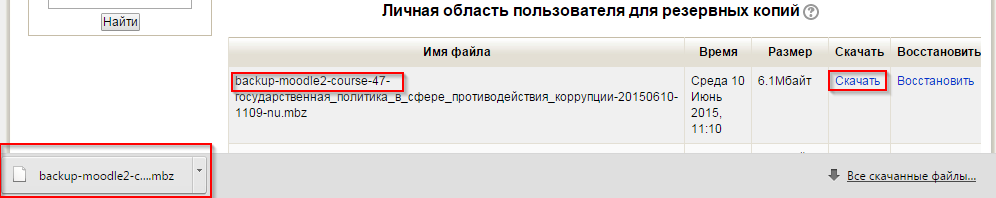 Личная область пользователя для резервных копий ?
Найти
Имя файла Время Размер Скачать Восстановить
backup-moodle2-course-47-государственная_политика_в_сфере_противодействия_коррупции-20150610-1109-nu.mbz
Среда 10 Июнь 2015, 11:10
6.1Мбайт Скачать Восстановить
backup-moodle2-c....mbz
Все скачанные файлы...